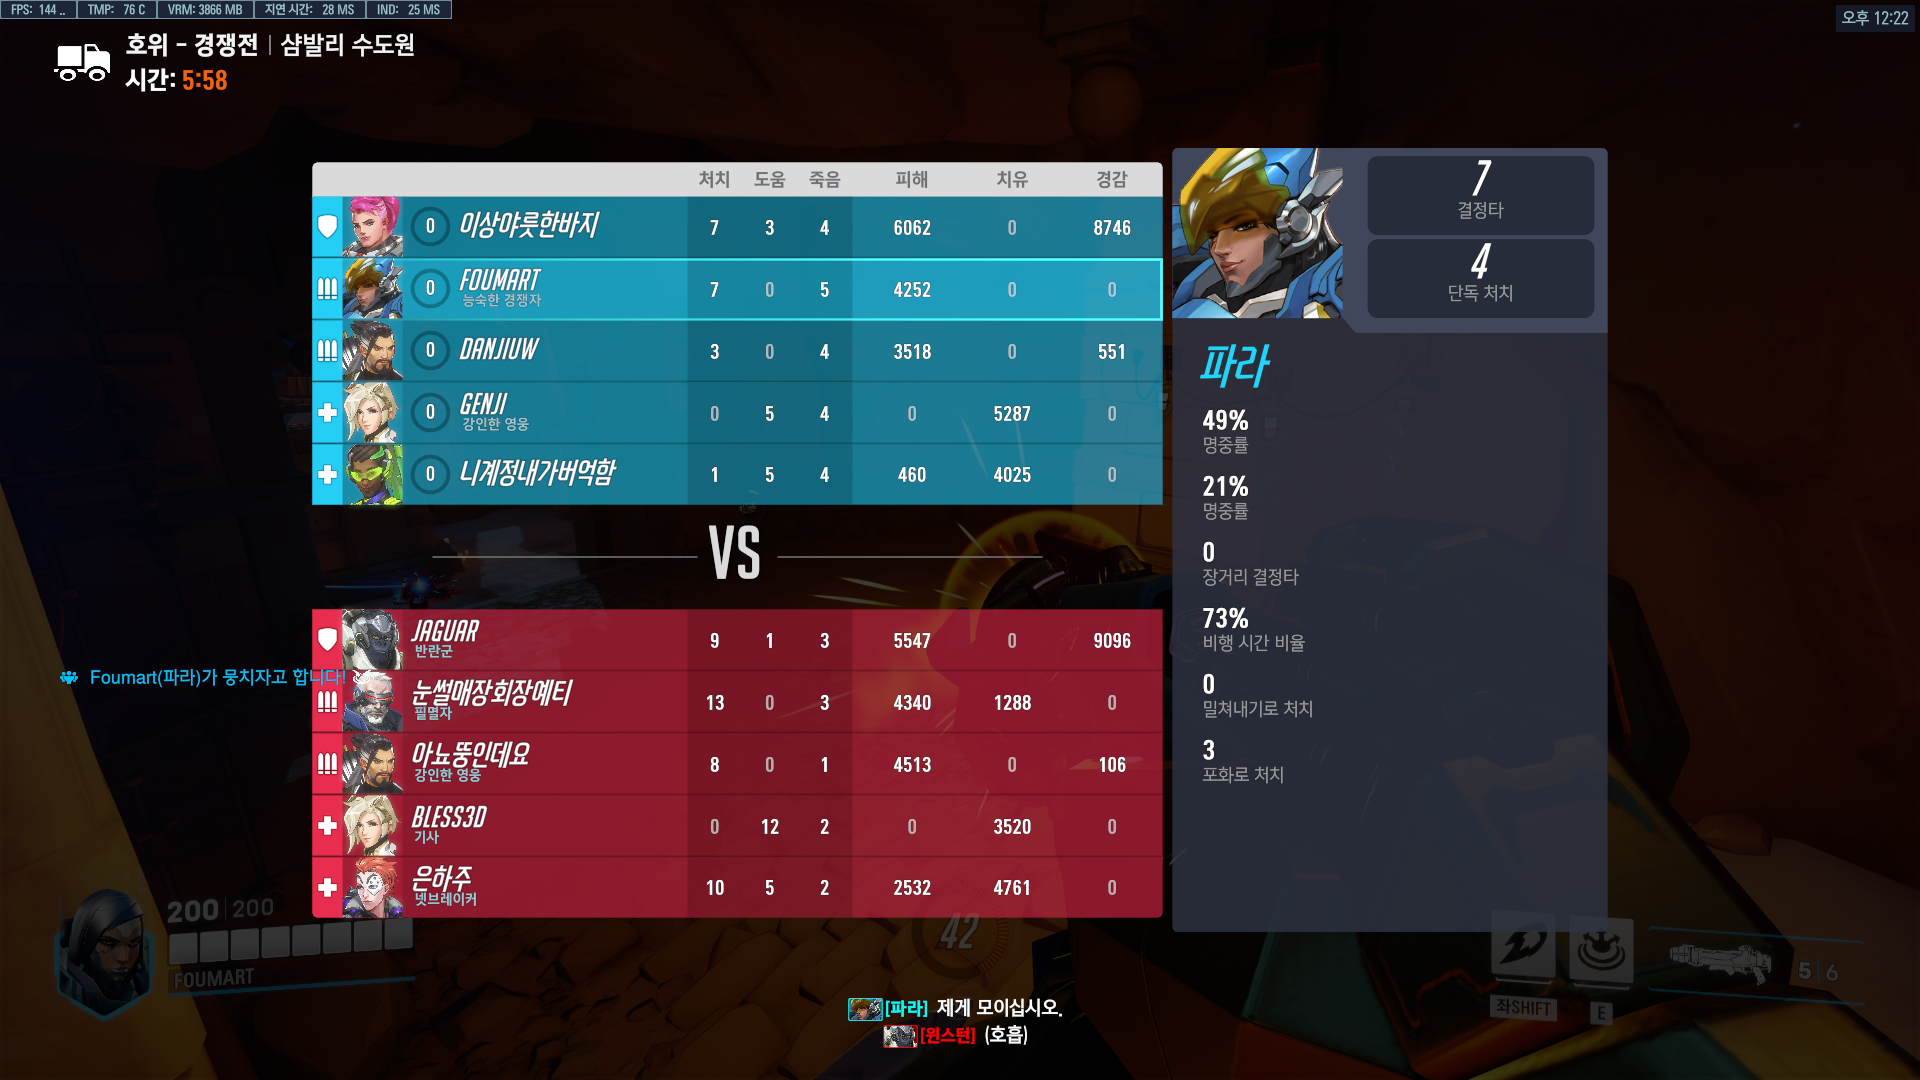 FPS: 144 .. TMP: 76 C VRM: 3866 MB 지연 시간: 28 MS IND: 25 MS
오후 12:22
호위 - 경쟁전 | 샴발리 수도원
시간: 5:58
처치 도움 죽음 피해 치유 경감
0 이상야릇한바지 7 3 4 6062 0 8746
0 FOUMART 7 0 5 4252 0 0
능숙한 경쟁자
0 DANJIUW 3 0 4 3518 0 551
0 GENJI 0 5 4 0 5287 0
강인한 영웅
0 니계정내가버억함 1 5 4 460 4025 0
VS
JAGUAR 9 1 3 5547 0 9096
반란군
눈썰매장회장예티 13 0 3 4340 1288 0
필멸자
아뇨뚱인데요 8 0 1 4513 0 106
강인한 영웅
BLESS3D 0 12 2 0 3520 0
기사
은하주 10 5 2 2532 4761 0
넷브레이커
7
결정타
4
단독 처치
파라
49%
명중률
21%
명중률
0
장거리 결정타
73%
비행 시간 비율
0
밀쳐내기로 처치
3
포화로 처치
Foumart(파라)가 뭉치자고 합니다!
200 | 200
FOUMART
42
좌SHIFT
E
5 | 6
[파라] 제게 모이십시오.
[윈스턴] (호흡)